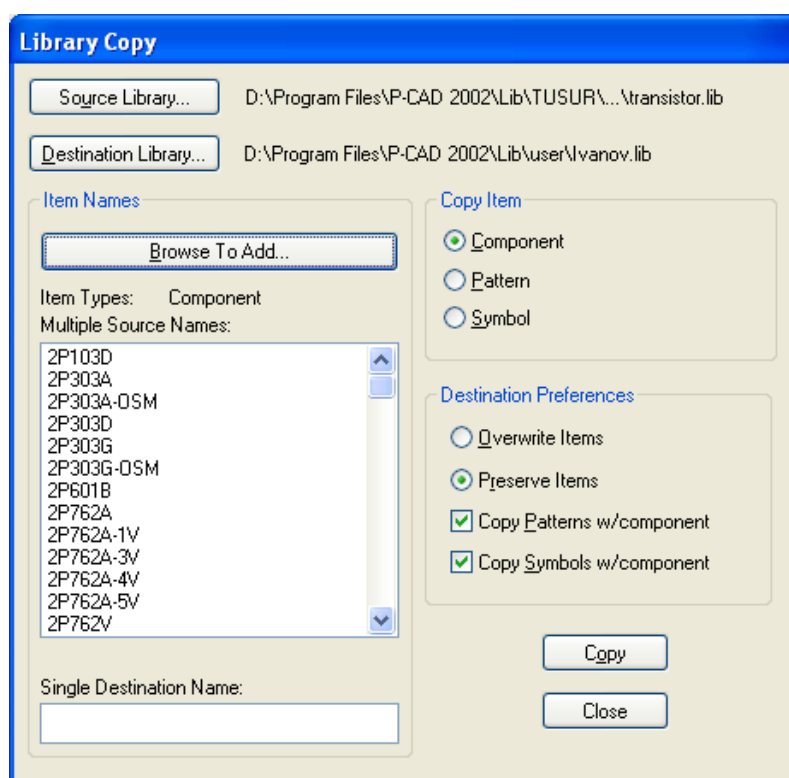 Library Copy
Source Library... D:\Program Files\P-CAD 2002\Lib\TUSUR\...\transistor.lib
Destination Library... D:\Program Files\P-CAD 2002\Lib\user\Ivanov.lib
Item Names
Browse To Add...
Item Types: Component
Multiple Source Names:
2P103D
2P303A
2P303A-OSM
2P303D
2P303G
2P303G-OSM
2P601B
2P762A
2P762A-1V
2P762A-3V
2P762A-4V
2P762A-5V
2P762V
Single Destination Name:
Copy Item
Component
Pattern
Symbol
Destination Preferences
Overwrite Items
Preserve Items
Copy Patterns w/component
Copy Symbols w/component
Copy
Close